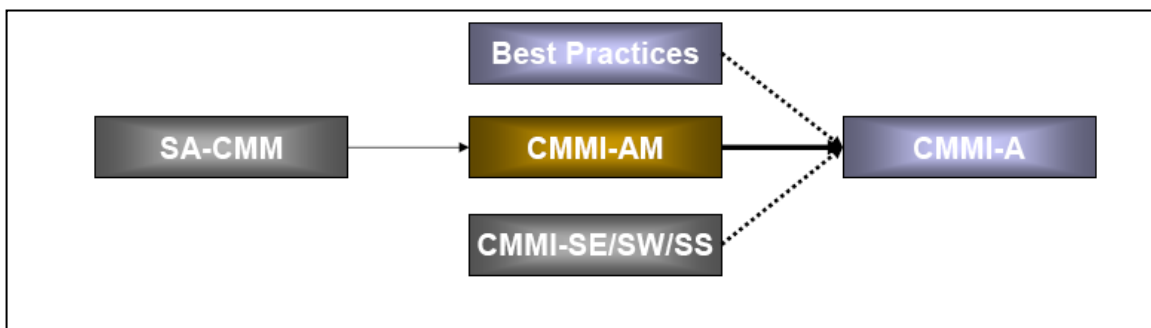 Best Practices
SA-CMM
CMMI-AM
CMMI-A
CMMI-SE/SW/SS